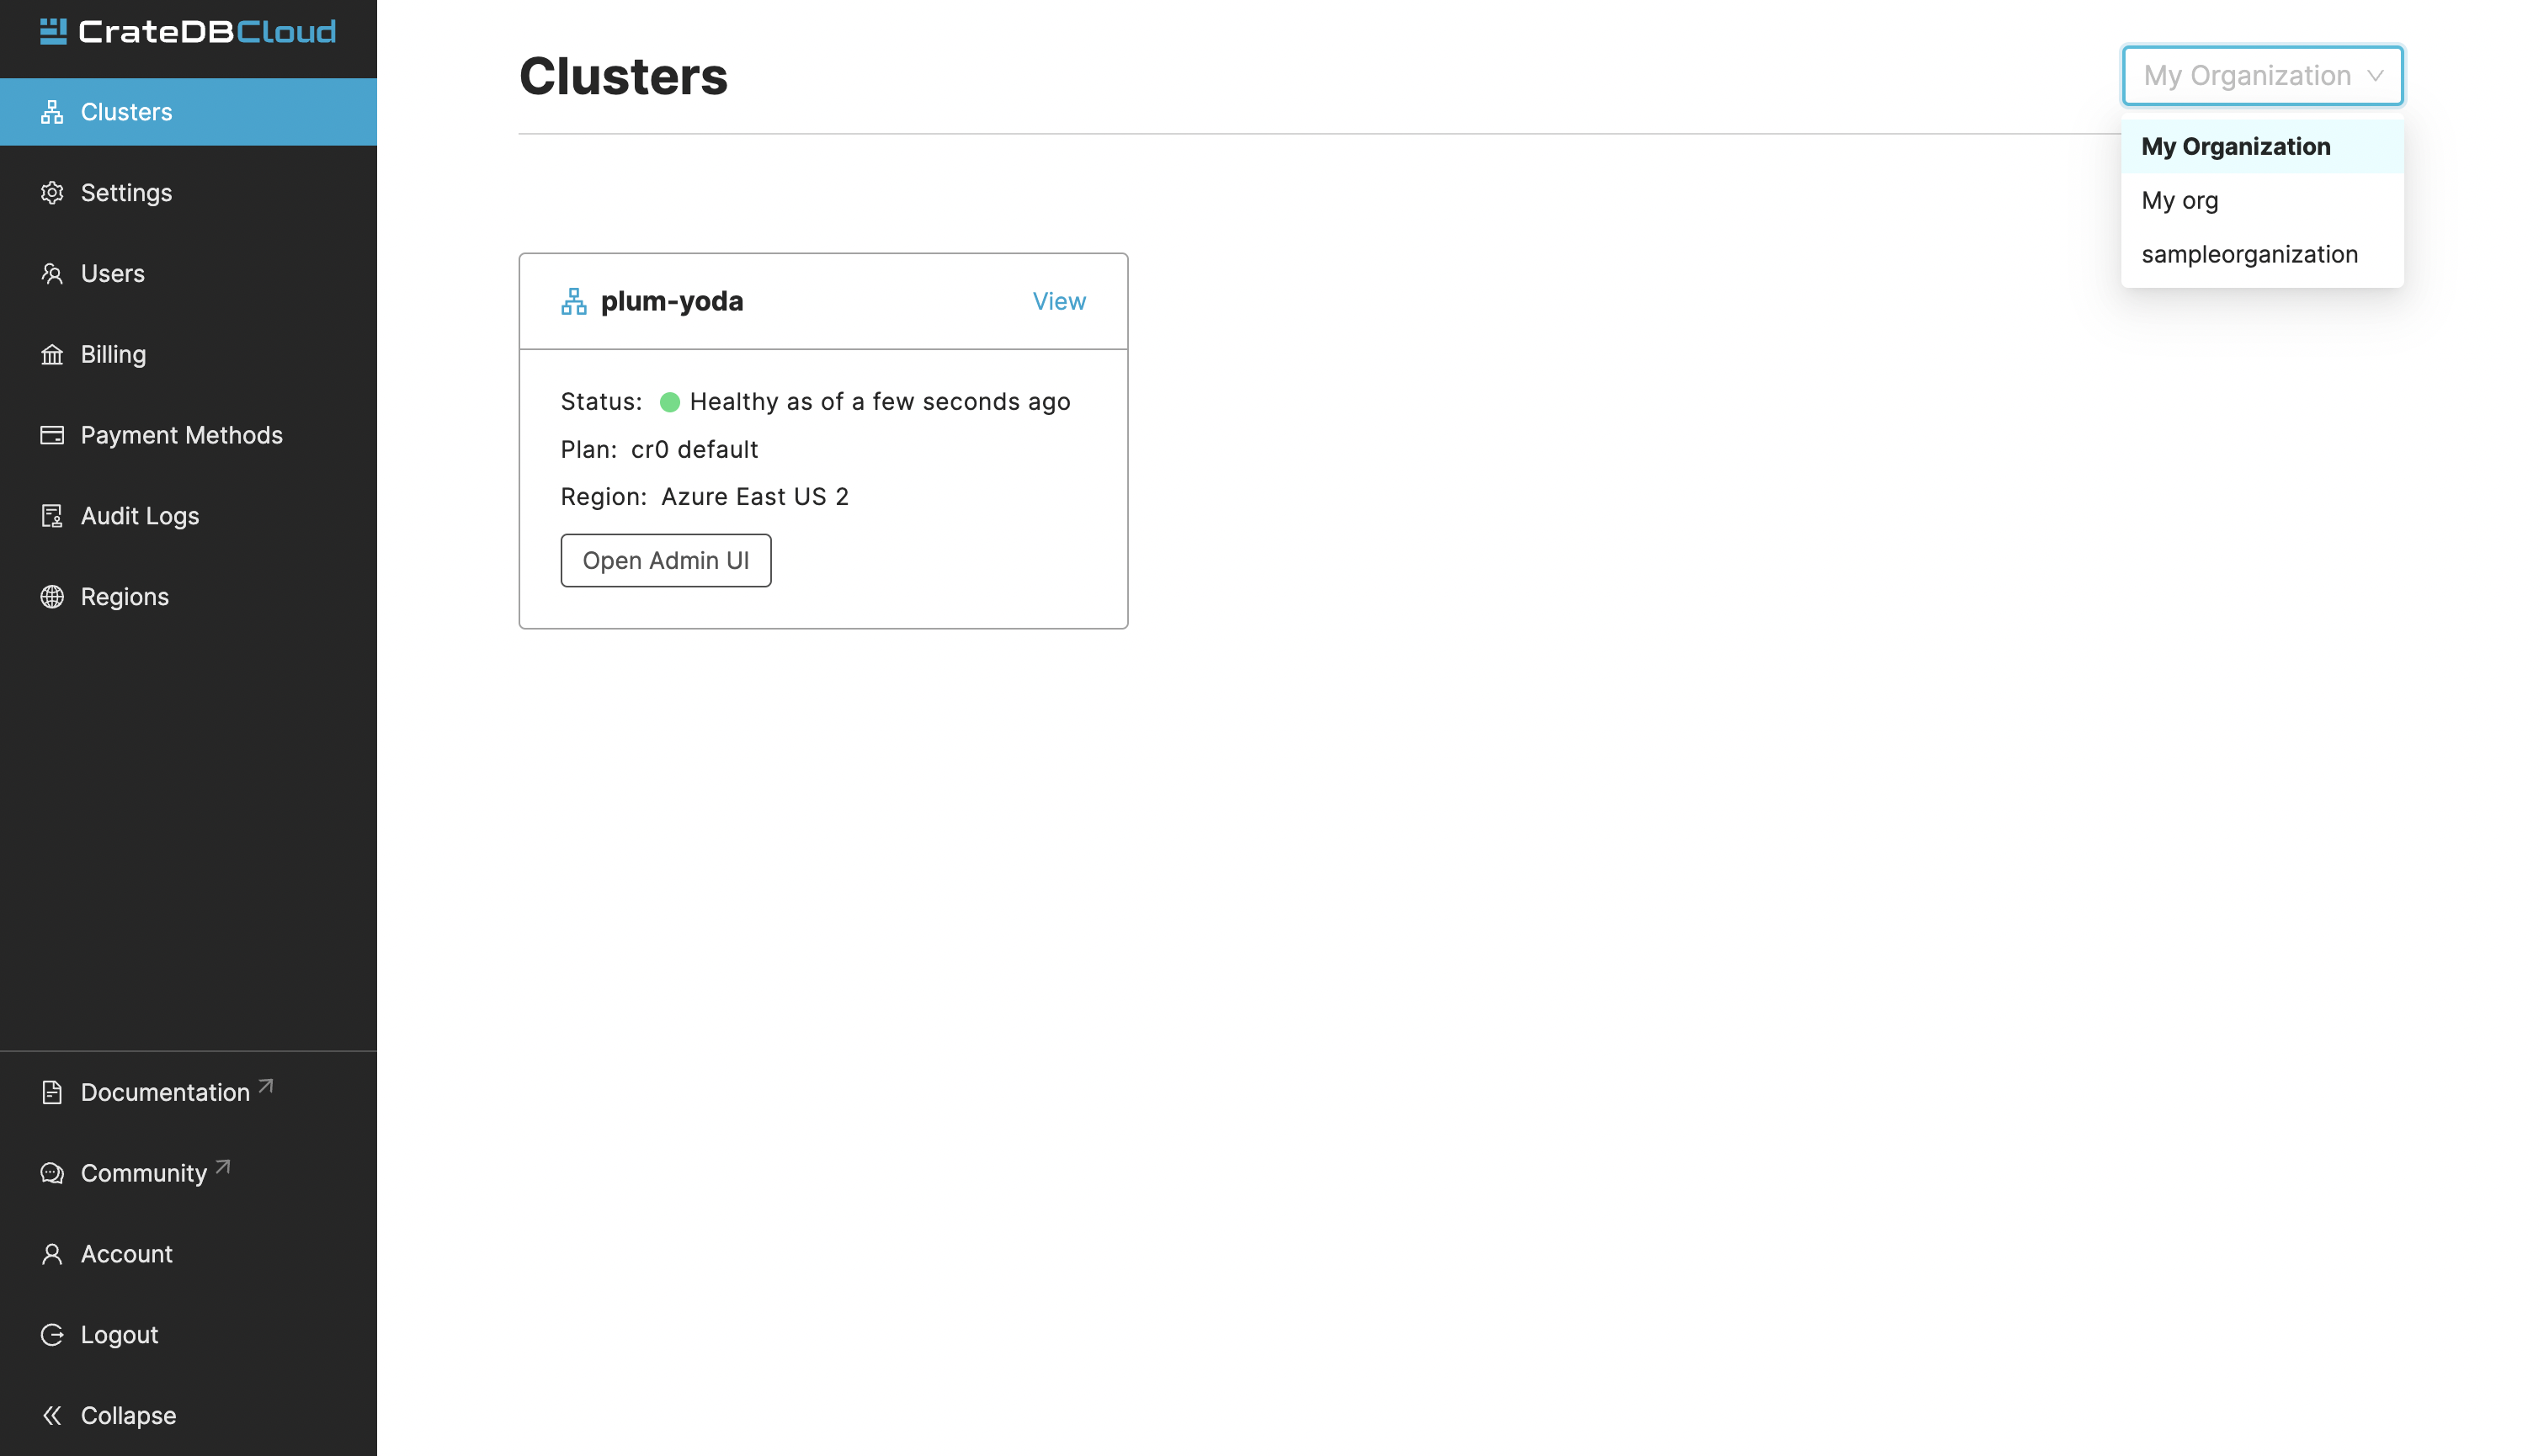 CrateDBCloud
Clusters
Settings
Users
Billing
Payment Methods
Audit Logs
Regions
Documentation
Community
Account
Logout
Collapse
Clusters
My Organization
My Organization
My org
sampleorganization
plum-yoda View
Status: Healthy as of a few seconds ago
Plan: cr0 default
Region: Azure East US 2
Open Admin UI